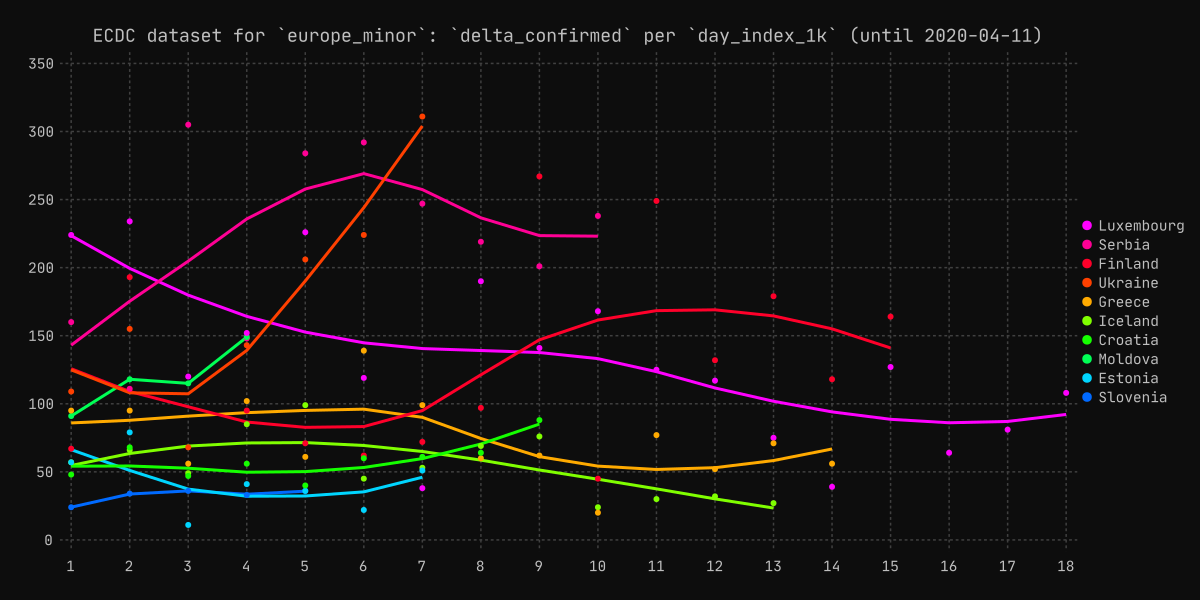 ECDC dataset for `europe_minor`: `delta_confirmed` per `day_index_1k` (until 2020-04-11)
350
300
250
200
150
100
50
0
1 2 3 4 5 6 7 8 9 10 11 12 13 14 15 16 17 18
Luxembourg
Serbia
Finland
Ukraine
Greece
Iceland
Croatia
Moldova
Estonia
Slovenia